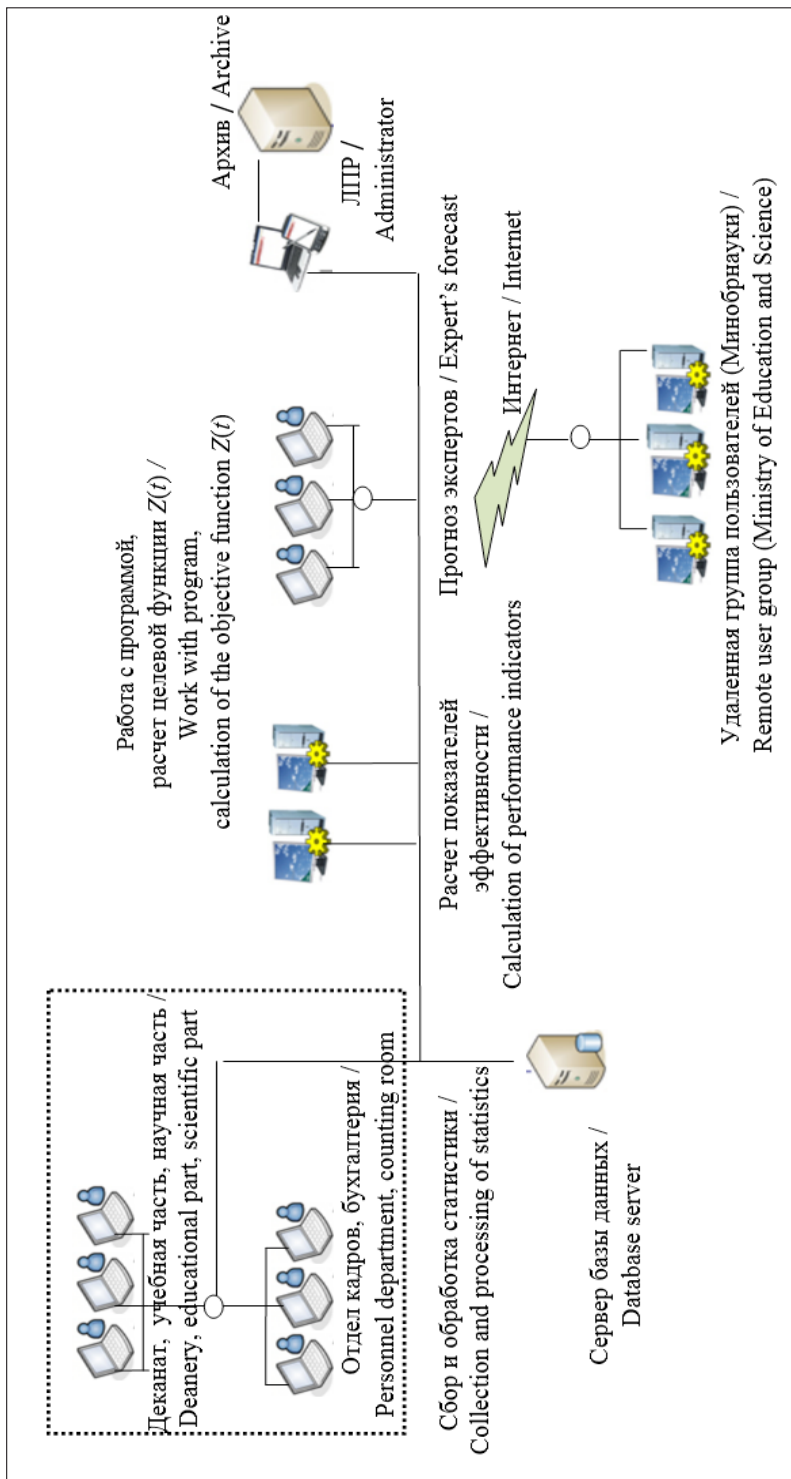 Деканат, учебная часть, научная часть /
Deanery, educational part, scientific part
Отдел кадров, бухгалтерия /
Personnel department, counting room
Сбор и обработка статистики /
Collection and processing of statistics
Сервер базы данных /
Database server
Работа с программой,
расчет целевой функции Z(t) /
Work with program,
calculation of the objective function Z(t)
Расчет показателей
эффективности /
Calculation of performance indicators
Архив / Archive
ЛПР /
Administrator
Прогноз экспертов / Expert's forecast
Интернет / Internet
Удаленная группа пользователей (Минобрнауки) /
Remote user group (Ministry of Education and Science)